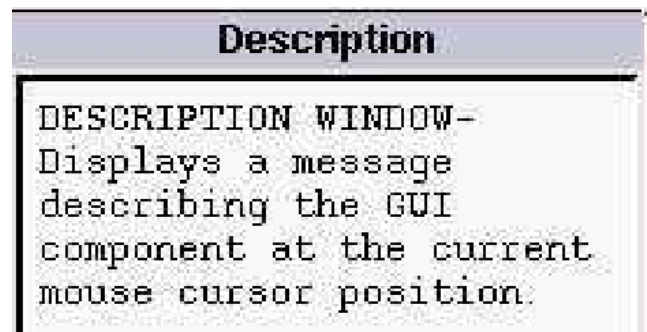 Description
DESCRIPTION WINDOW-
Displays a message
describing the GUI
component at the current
mouse cursor position.